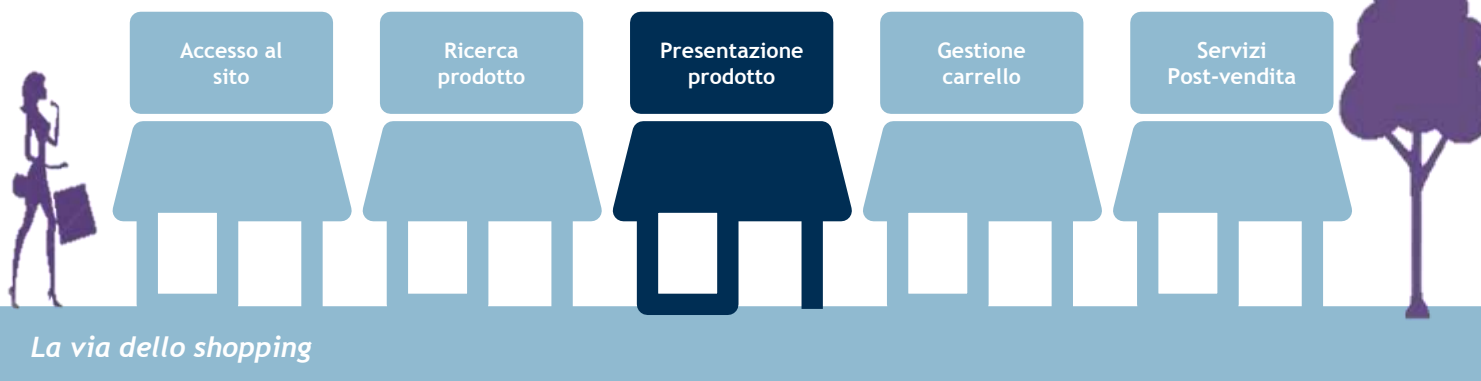 Accesso al
sito
Ricerca
prodotto
Presentazione
prodotto
Gestione
carrello
Servizi
Post-vendita
La via dello shopping